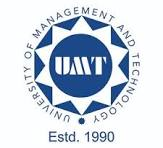 UNIVERSITY OF MANAGEMENT AND TECHNOLOGY
UMT
Estd. 1990